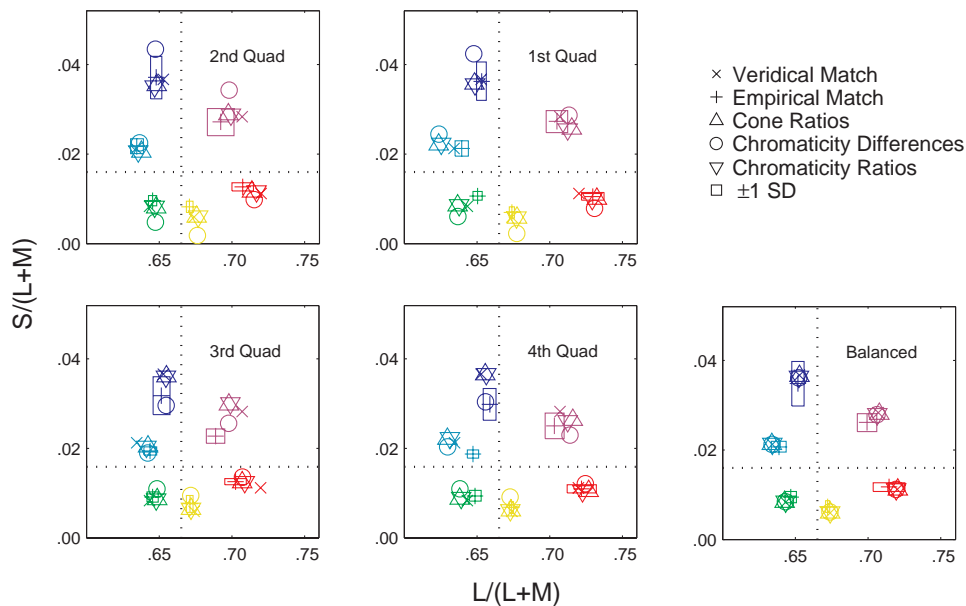 2nd Quad
.04
.02
.00
.65 .70 .75
1st Quad
.04
.02
.00
.65 .70 .75
× Veridical Match
+ Empirical Match
△ Cone Ratios
○ Chromaticity Differences
▽ Chromaticity Ratios
□ ±1 SD
S/(L+M)
3rd Quad
.04
.02
.00
.65 .70 .75
4th Quad
.04
.02
.00
.65 .70 .75
Balanced
.04
.02
.00
.65 .70 .75
L/(L+M)